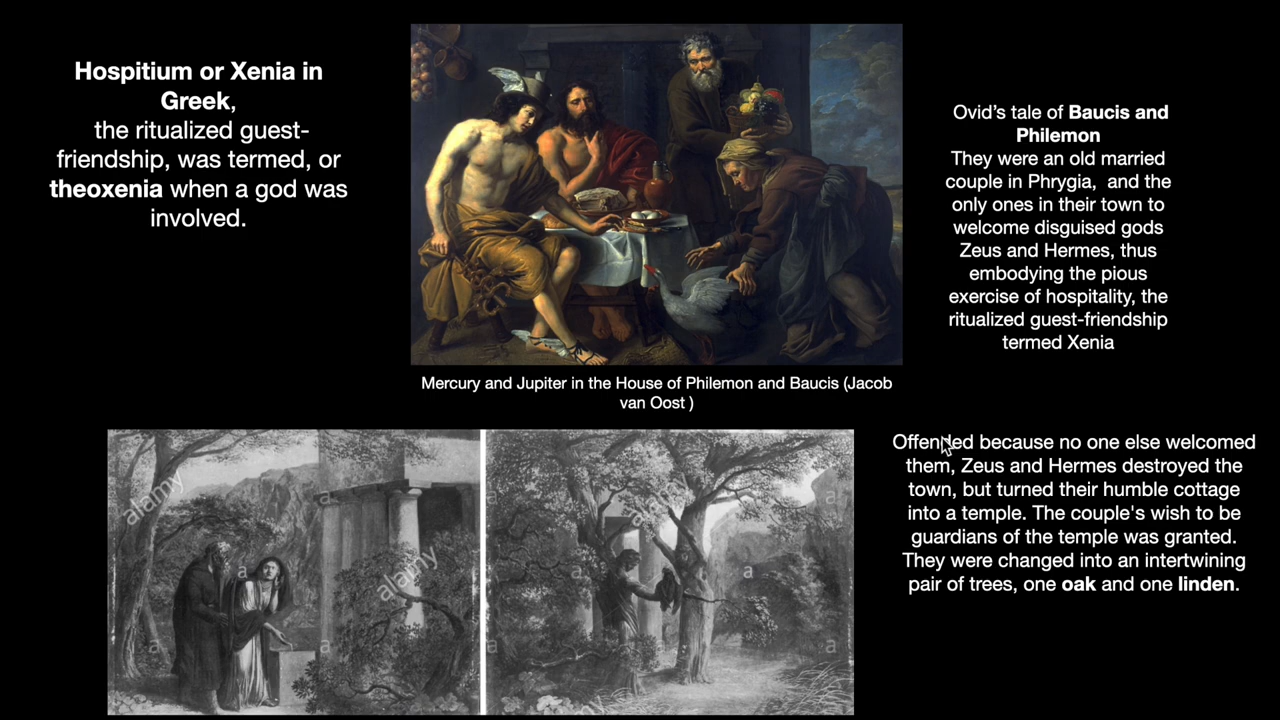 Hospitium or Xenia in
Greek,
the ritualized guest-
friendship, was termed, or
theoxenia when a god was
involved.
Mercury and Jupiter in the House of Philemon and Baucis (Jacob
van Oost )
Ovid’s tale of Baucis and
Philemon
They were an old married
couple in Phrygia, and the
only ones in their town to
welcome disguised gods
Zeus and Hermes, thus
embodying the pious
exercise of hospitality, the
ritualized guest-friendship
termed Xenia
alamy
a
alamy
a
a
a
alamy
a
a
a
a
alamy
Offended because no one else welcomed
them, Zeus and Hermes destroyed the
town, but turned their humble cottage
into a temple. The couple's wish to be
guardians of the temple was granted.
They were changed into an intertwining
pair of trees, one oak and one linden.